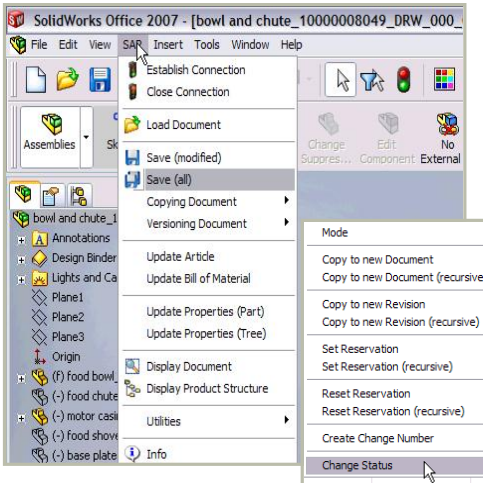 SolidWorks Office 2007 - [bowl and chute_10000008049_DRW_000_
File Edit View SAP Insert Tools Window Help
Establish Connection
Close Connection
Load Document
Assemblies
Change
Suppres...
Edit
Component
No
External
Save (modified)
Save (all)
Copying Document
Versioning Document
bowl and chute_1
Annotations
Design Binder
Lights and Ca
Plane1
Plane2
Plane3
Origin
(f) food bowl_
(-) food chute
(-) motor casi
(-) food shove
(-) base plate
Update Article
Update Bill of Material
Update Properties (Part)
Update Properties (Tree)
Display Document
Display Product Structure
Utilities
Info
Mode
Copy to new Document
Copy to new Document (recursive
Copy to new Revision
Copy to new Revision (recursive)
Set Reservation
Set Reservation (recursive)
Reset Reservation
Reset Reservation (recursive)
Create Change Number
Change Status